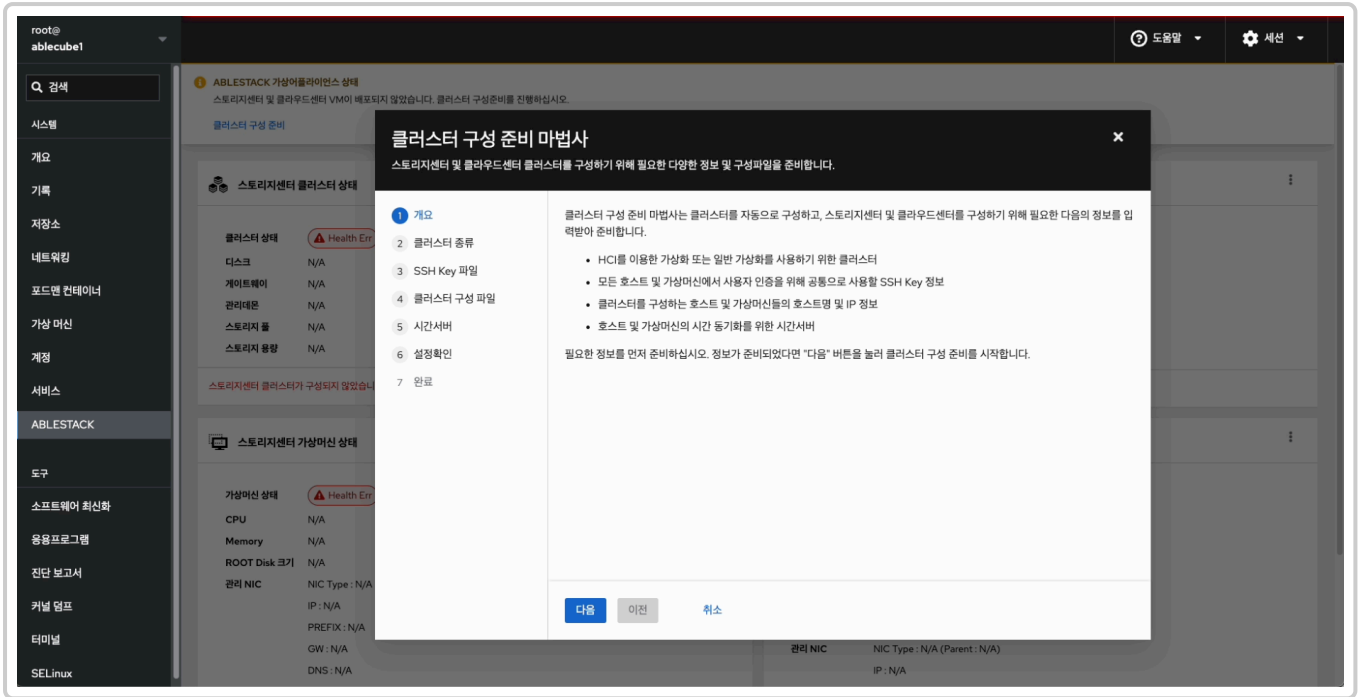 root@
ablecube1
도움말
세션
검색
시스템
개요
기록
저장소
네트워킹
포드맨 컨테이너
가상 머신
계정
서비스
ABLESTACK
도구
소프트웨어 최신화
응용프로그램
진단 보고서
커널 덤프
터미널
SELinux
ABLESTACK 가상어플라이언스 상태
스토리지센터 및 클라우드센터 VM이 배포되지 않았습니다. 클러스터 구성준비를 진행하십시오.
클러스터 구성 준비
스토리지센터 클러스터 상태
클러스터 상태 Health Err
디스크 N/A
게이트웨이 N/A
관리데몬 N/A
스토리지 풀 N/A
스토리지 용량 N/A
스토리지센터 클러스터가 구성되지 않았습니
스토리지센터 가상머신 상태
가상머신 상태 Health Err
CPU N/A
Memory N/A
ROOT Disk 크기 N/A
관리 NIC NIC Type : N/A
IP : N/A
PREFIX : N/A
GW : N/A
DNS : N/A
관리 NIC NIC Type : N/A (Parent : N/A)
IP : N/A
클러스터 구성 준비 마법사
스토리지센터 및 클라우드센터 클러스터를 구성하기 위해 필요한 다양한 정보 및 구성파일을 준비합니다.
1 개요
2 클러스터 종류
3 SSH Key 파일
4 클러스터 구성 파일
5 시간서버
6 설정확인
7 완료
클러스터 구성 준비 마법사는 클러스터를 자동으로 구성하고, 스토리지센터 및 클라우드센터를 구성하기 위해 필요한 다음의 정보를 입
력받아 준비합니다.
• HCI를 이용한 가상화 또는 일반 가상화를 사용하기 위한 클러스터
• 모든 호스트 및 가상머신에서 사용자 인증을 위해 공통으로 사용할 SSH Key 정보
• 클러스터를 구성하는 호스트 및 가상머신들의 호스트명 및 IP 정보
• 호스트 및 가상머신의 시간 동기화를 위한 시간서버
필요한 정보를 먼저 준비하십시오. 정보가 준비되었다면 "다음" 버튼을 눌러 클러스터 구성 준비를 시작합니다.
다음
이전
취소